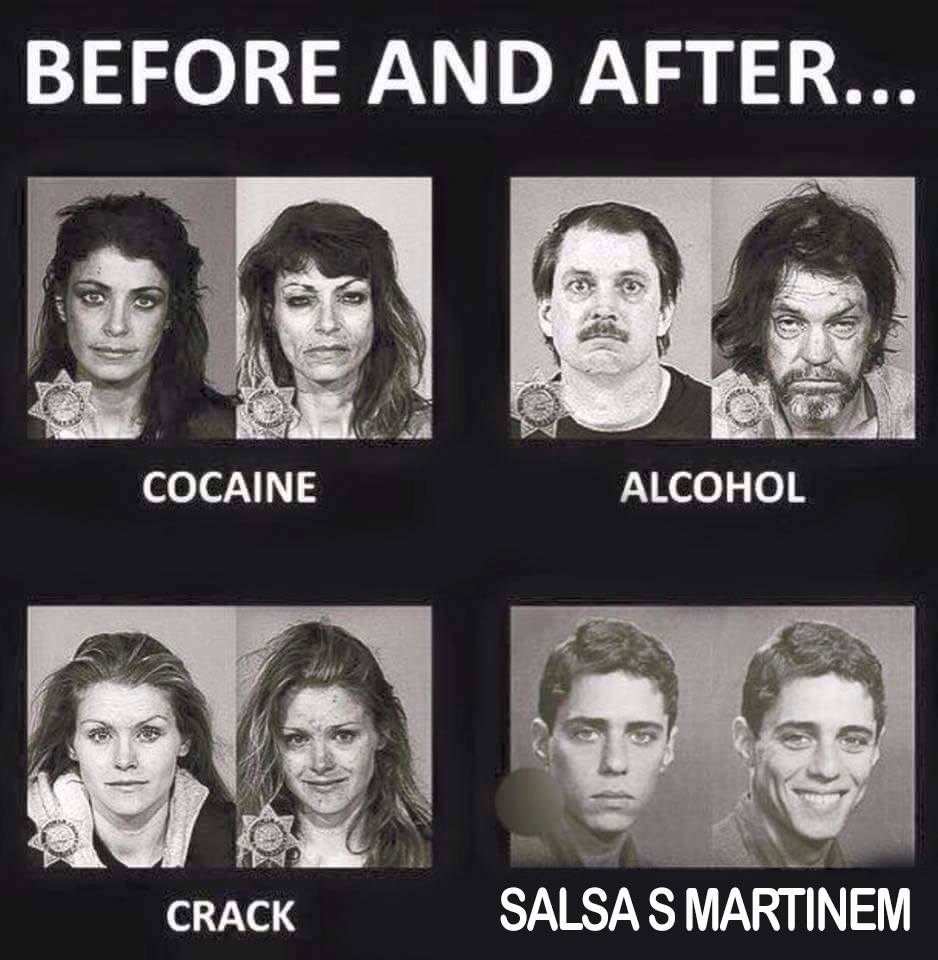 BEFORE AND AFTER...
COCAINE
ALCOHOL
CRACK
SALSA S MARTINEM